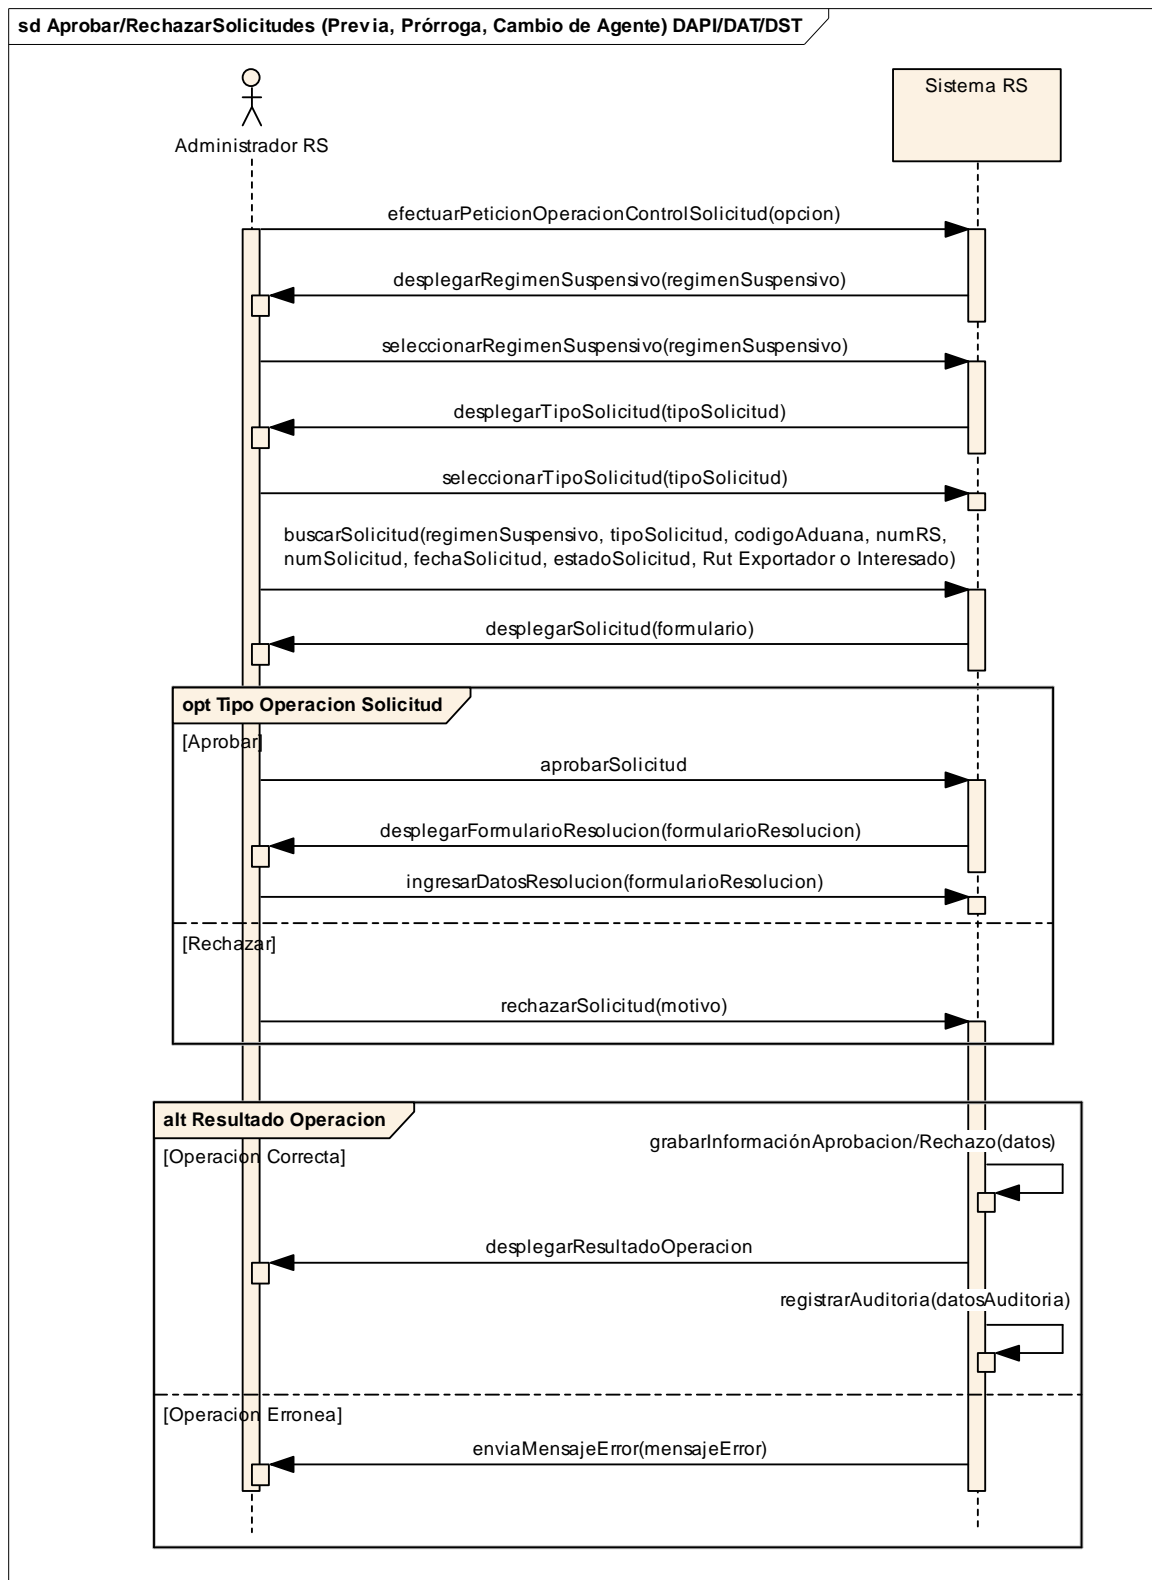 sd Aprobar/RechazarSolicitudes (Previa, Prórroga, Cambio de Agente) DAPI/DAT/DST
Administrador RS
Sistema RS
efectuarPeticionOperacionControlSolicitud(opcion)
desplegarRegimenSuspensivo(regimenSuspensivo)
seleccionarRegimenSuspensivo(regimenSuspensivo)
desplegarTipoSolicitud(tipoSolicitud)
seleccionarTipoSolicitud(tipoSolicitud)
buscarSolicitud(regimenSuspensivo, tipoSolicitud, codigoAduana, numRS,
numSolicitud, fechaSolicitud, estadoSolicitud, Rut Exportador o Interesado)
desplegarSolicitud(formulario)
opt Tipo Operacion Solicitud
[Aprobar]
aprobarSolicitud
desplegarFormularioResolucion(formularioResolucion)
ingresarDatosResolucion(formularioResolucion)
[Rechazar]
rechazarSolicitud(motivo)
alt Resultado Operacion
grabarInformaciónAprobacion/Rechazo(datos)
[Operacion Correcta]
desplegarResultadoOperacion
registrarAuditoria(datosAuditoria)
[Operacion Erronea]
enviaMensajeError(mensajeError)